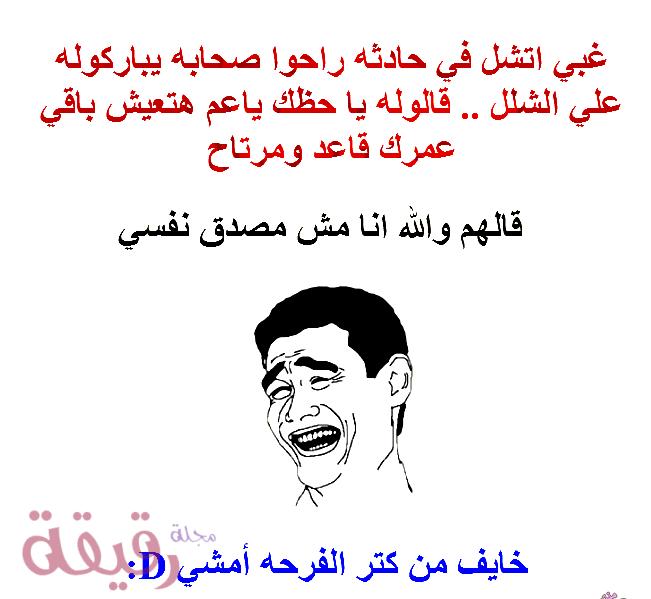 غبي اتشل في حادثه راحوا صحابه يباركوله
علي الشلل .. قالوله يا حظك ياعم هتعيش باقي
عمرك قاعد ومرتاح
قالهم والله انا مش مصدق نفسي
مجلة
رقيقة
خايف من كتر الفرحه أمشي D: